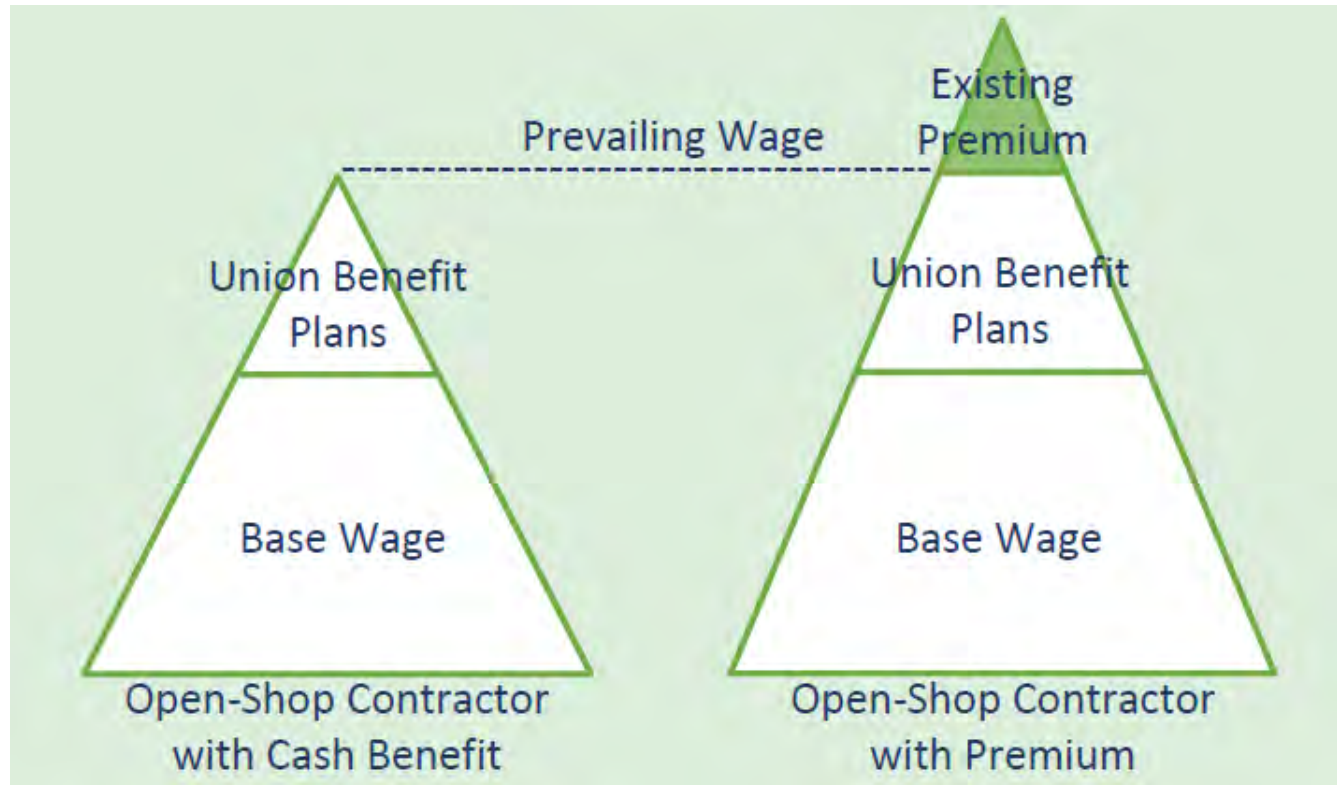 Existing
Premium
Prevailing Wage
Union Benefit
Plans
Union Benefit
Plans
Base Wage
Base Wage
Open-Shop Contractor
with Cash Benefit
Open-Shop Contractor
with Premium